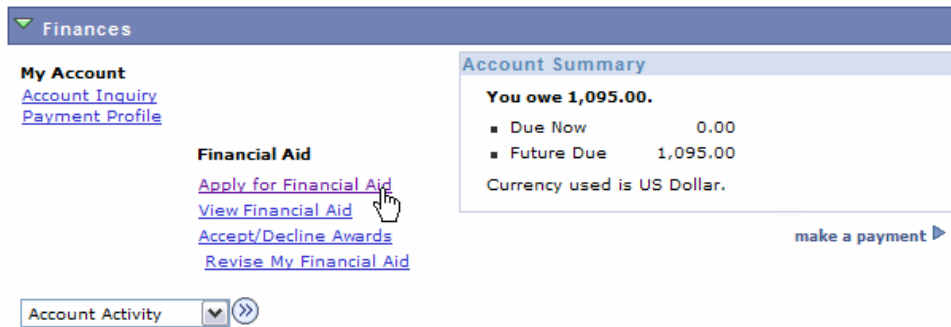 Finances
My Account
Account Inquiry
Payment Profile
Financial Aid
Apply for Financial Aid
View Financial Aid
Accept/Decline Awards
Revise My Financial Aid
Account Activity
Account Summary
You owe 1,095.00.
Due Now 0.00
Future Due 1,095.00
Currency used is US Dollar.
make a payment